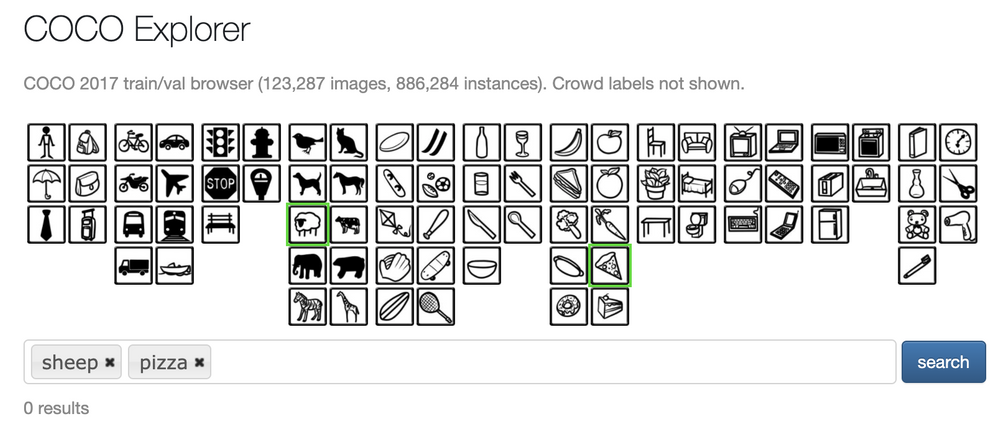 COCO Explorer
COCO 2017 train/val browser (123,287 images, 886,284 instances). Crowd labels not shown.
STOP
sheep ✖ pizza ✖ search
0 results